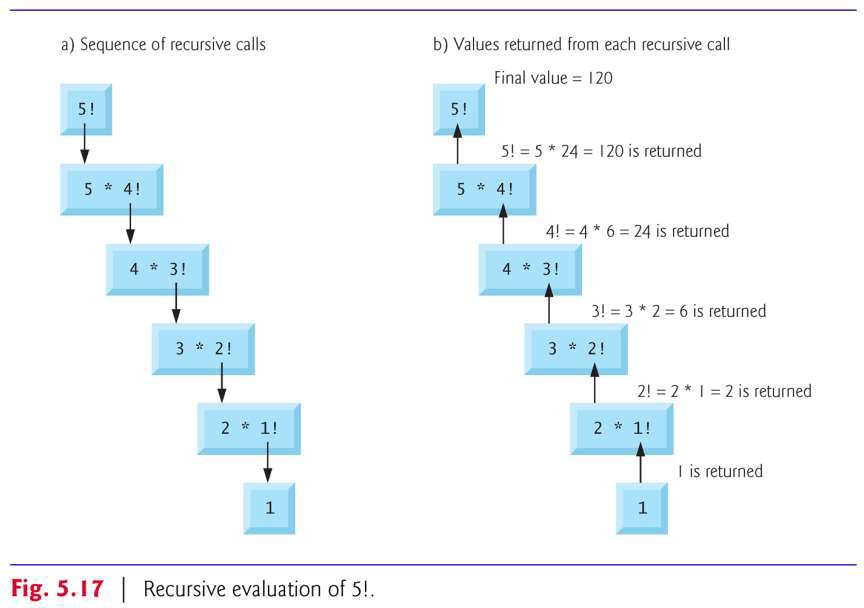 a) Sequence of recursive calls
5!
5 * 4!
4 * 3!
3 * 2!
2 * 1!
1
b) Values returned from each recursive call
Final value = 120
5!
5! = 5 * 24 = 120 is returned
5 * 4!
4! = 4 * 6 = 24 is returned
4 * 3!
3! = 3 * 2 = 6 is returned
3 * 2!
2! = 2 * 1 = 2 is returned
2 * 1!
1 is returned
1
Fig. 5.17 | Recursive evaluation of 5!.